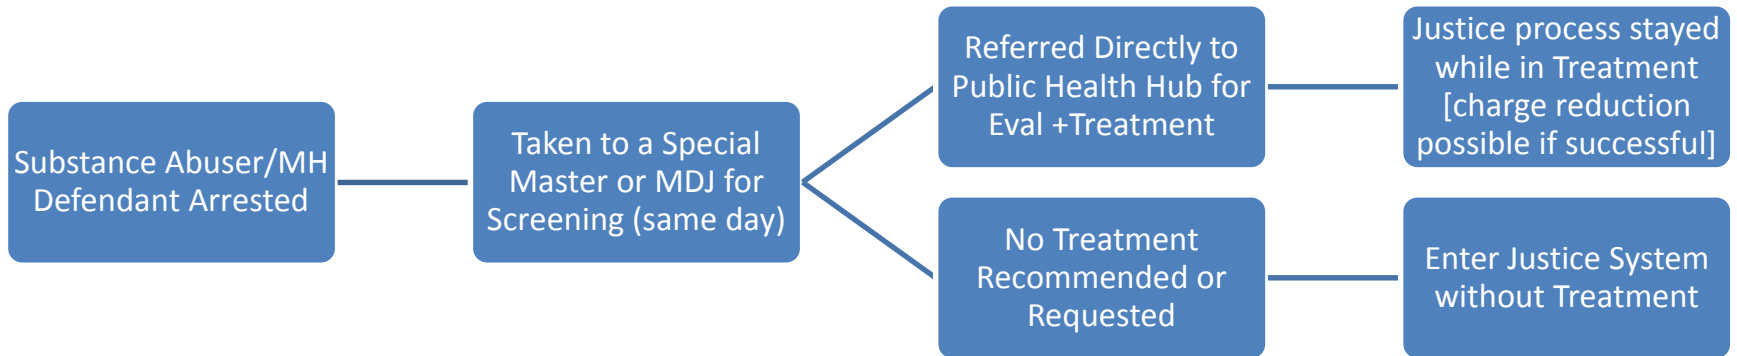 Substance Abuser/MH
Defendant Arrested
Taken to a Special
Master or MDJ for
Screening (same day)
Referred Directly to
Public Health Hub for
Eval +Treatment
Justice process stayed
while in Treatment
[charge reduction
possible if successful]
No Treatment
Recommended or
Requested
Enter Justice System
without Treatment